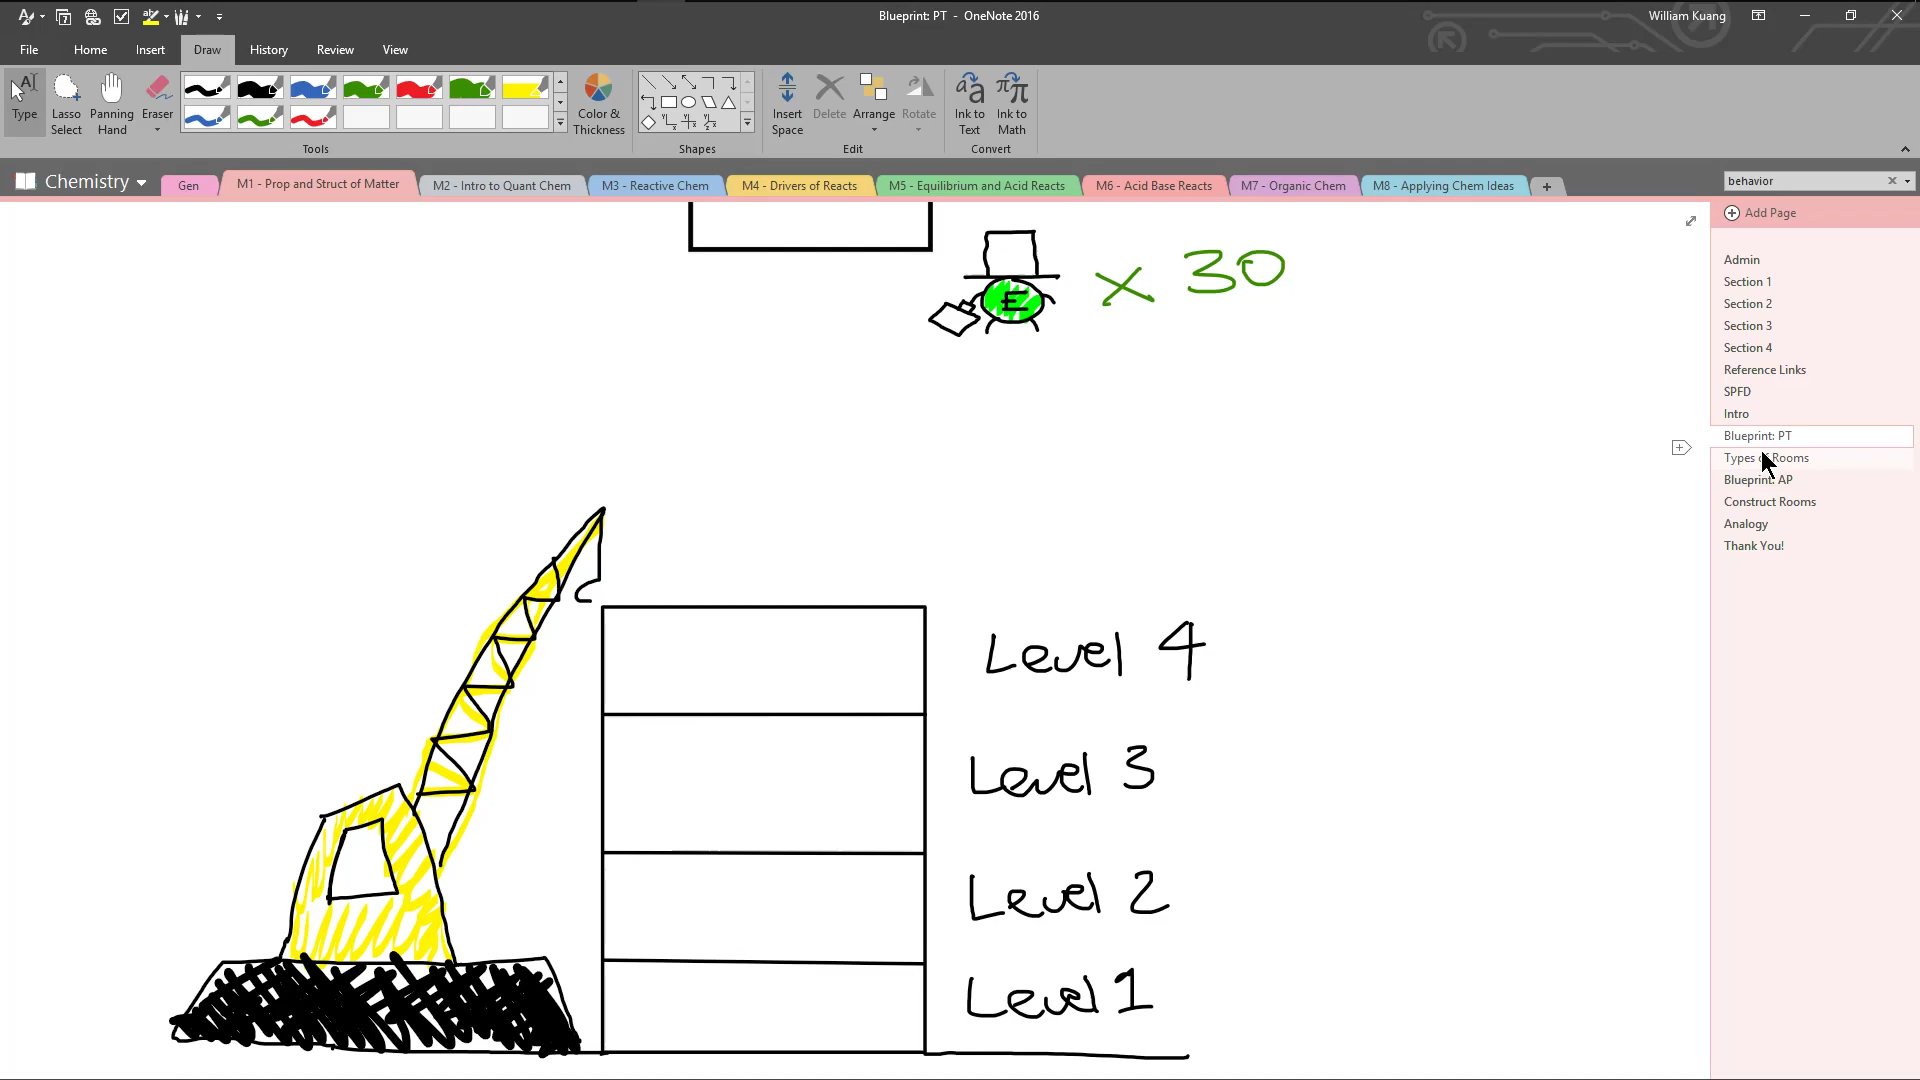 Blueprint: PT - OneNote 2016
William Kuang
File Home Insert Draw History Review View
Type
Lasso Select
Panning Hand
Eraser
Color & Thickness
Insert Space
Delete
Arrange
Rotate
Ink to Text
Ink to Math
Tools
Shapes
Edit
Convert
Chemistry
Gen
M1 - Prop and Struct of Matter
M2 - Intro to Quant Chem
M3 - Reactive Chem
M4 - Drivers of Reacts
M5 - Equilibrium and Acid Reacts
M6 - Acid Base Reacts
M7 - Organic Chem
M8 - Applying Chem Ideas
behavior
Add Page
Admin
Section 1
Section 2
Section 3
Section 4
Reference Links
SPFD
Intro
Blueprint: PT
Types of Rooms
Blueprint: AP
Construct Rooms
Analogy
Thank You!
E x 30
Level 4
Level 3
Level 2
Level 1